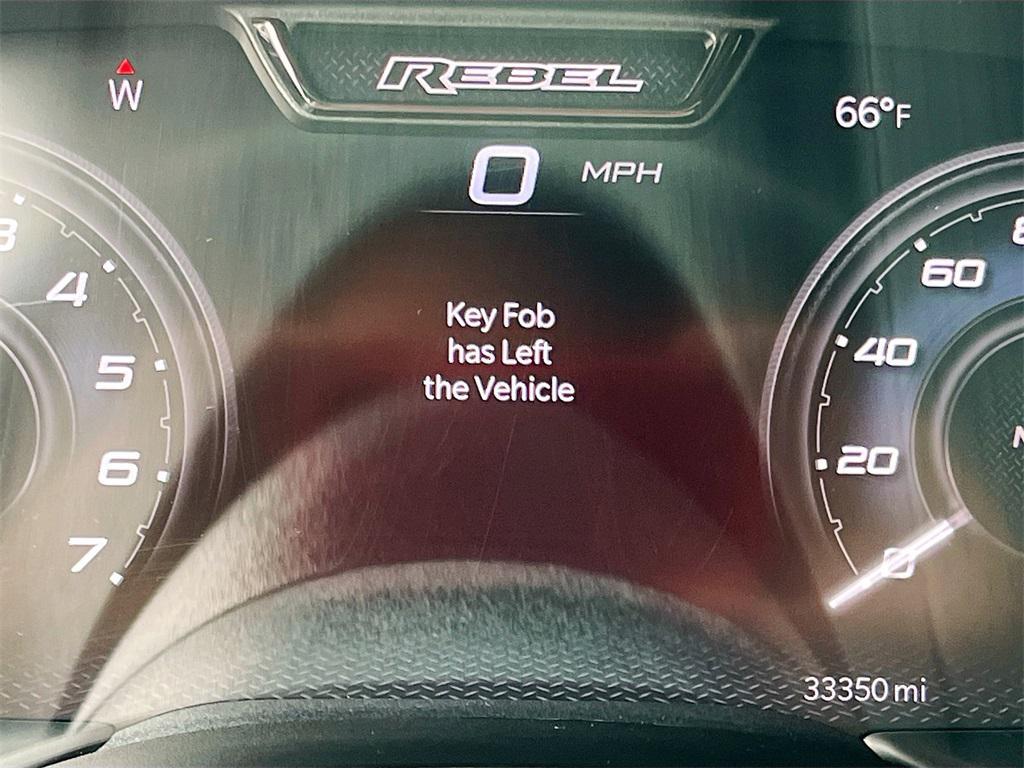 REBEL
W
66°F
0 MPH
3
4
5
6
7
Key Fob
has Left
the Vehicle
60
40
20
0
33350 mi